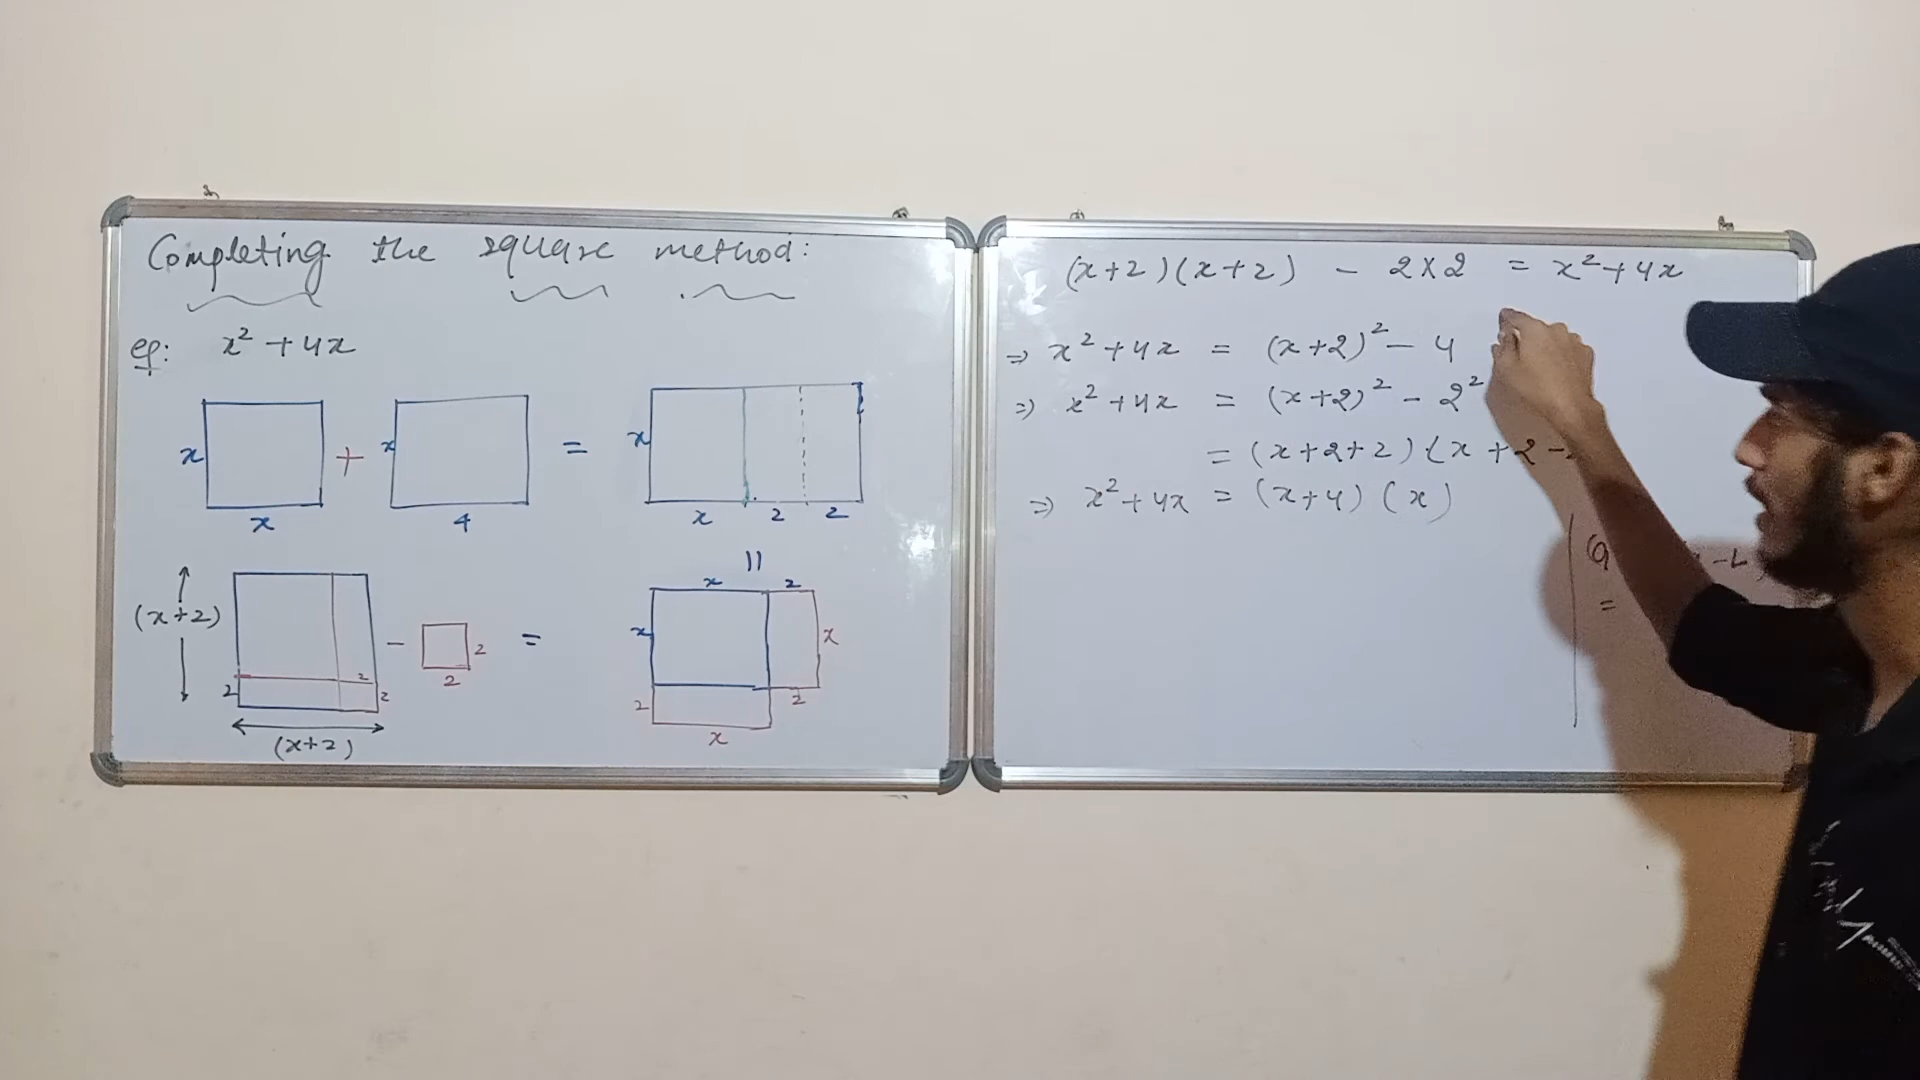 Completing the square method:
eg: x² + 4x
x + x = x
x 4 x 2 2
=
(x+2) x 2
x x
2 2 - 2 = 2
2 2 2
(x+2) x
(x+2)(x+2) - 2×2 = x²+4x
⇒ x²+4x = (x+2)² - 4
⇒ x²+4x = (x+2)² - 2²
= (x+2+2)(x+2-
⇒ x²+4x = (x+4)(x)
=